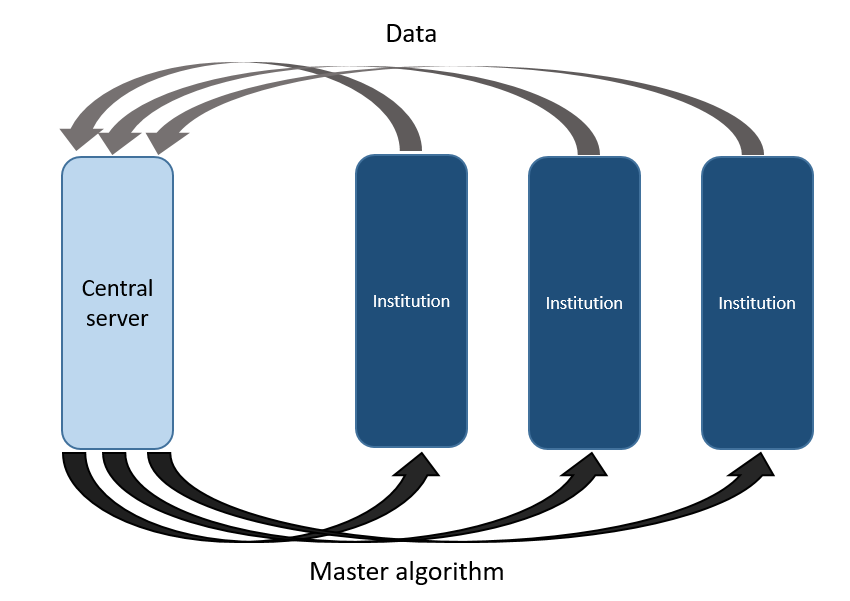 Data
Central
server
Institution
Institution
Institution
Master algorithm